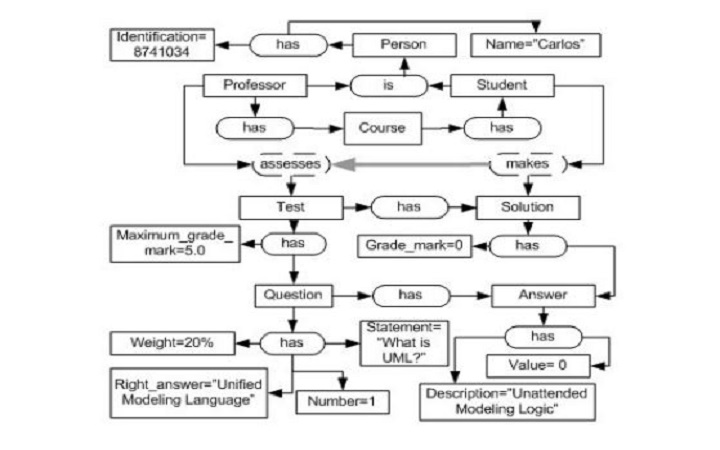 Identification=
8741034
has
Person
Name="Carlos"
Professor
is
Student
has
Course
has
assesses
makes
Test
has
Solution
Maximum_grade_
mark=5.0
has
Grade_mark=0
has
Question
has
Answer
Weight=20%
has
Statement=
"What is
UML?"
has
Value= 0
Right_answer="Unified
Modeling Language"
Number=1
Description="Unattended
Modeling Logic"